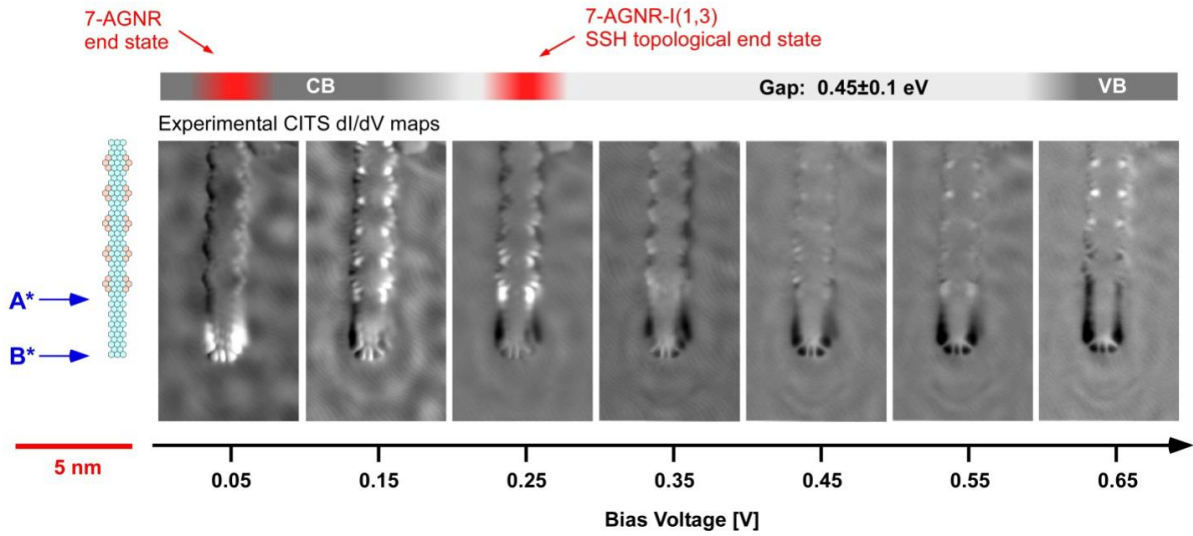 7-AGNR
end state
7-AGNR-I(1,3)
SSH topological end state
CB
Gap: 0.45±0.1 eV
VB
Experimental CITS dI/dV maps
A*
B*
5 nm
0.05 0.15 0.25 0.35 0.45 0.55 0.65
Bias Voltage [V]